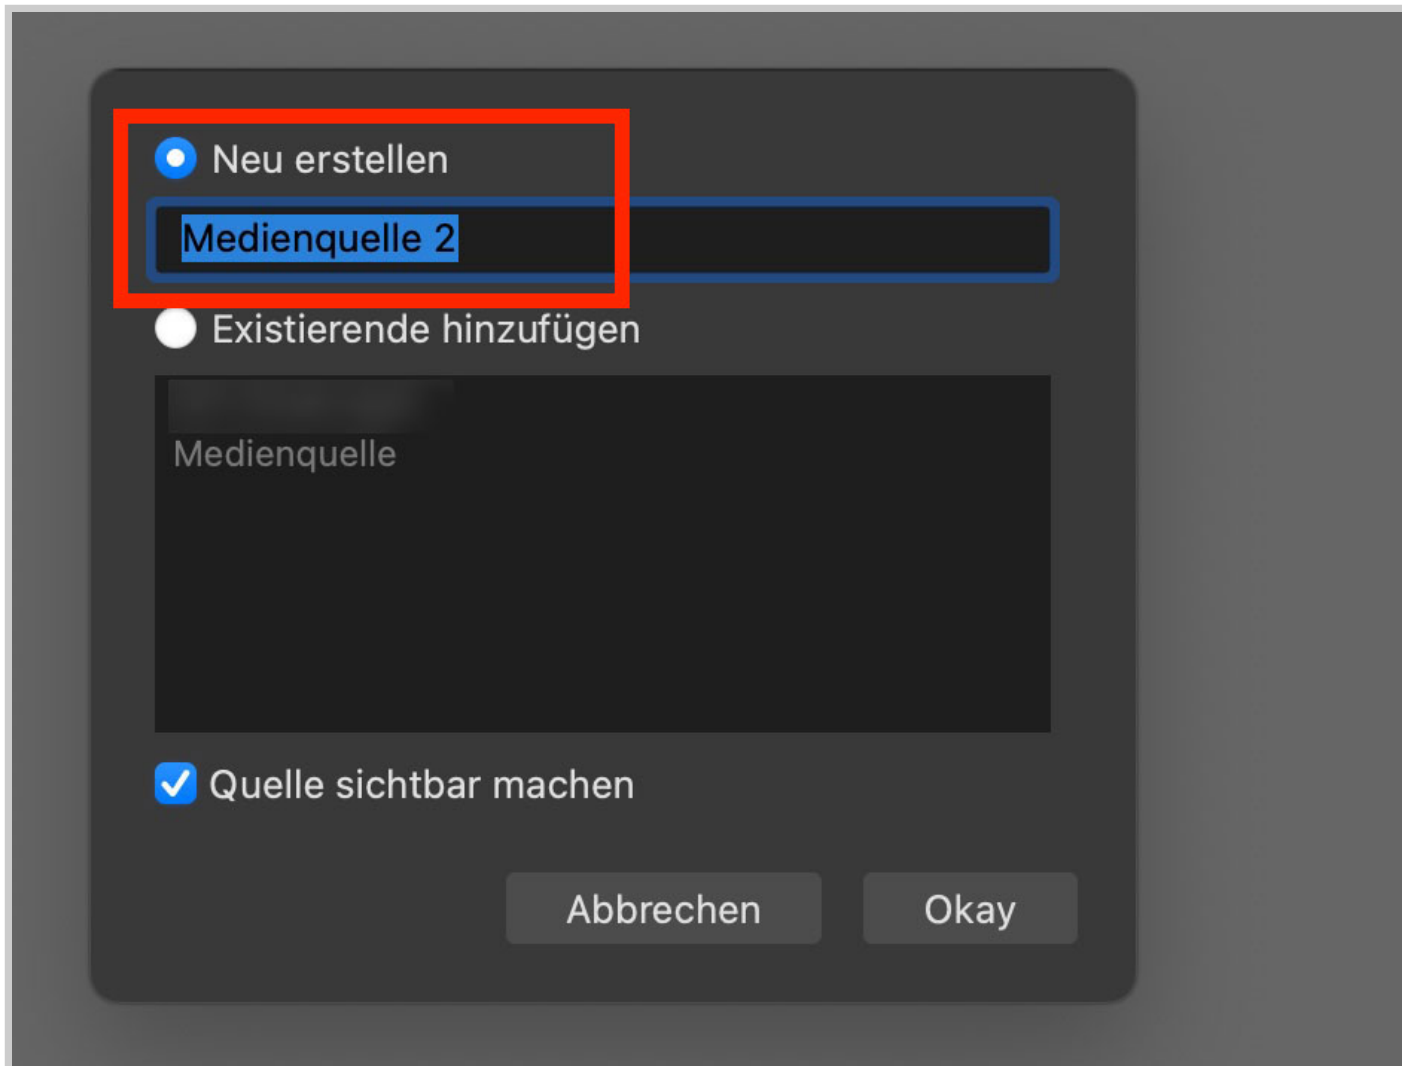 Neu erstellen
Medienquelle 2
Existierende hinzufügen
Medienquelle
Quelle sichtbar machen
Abbrechen
Okay